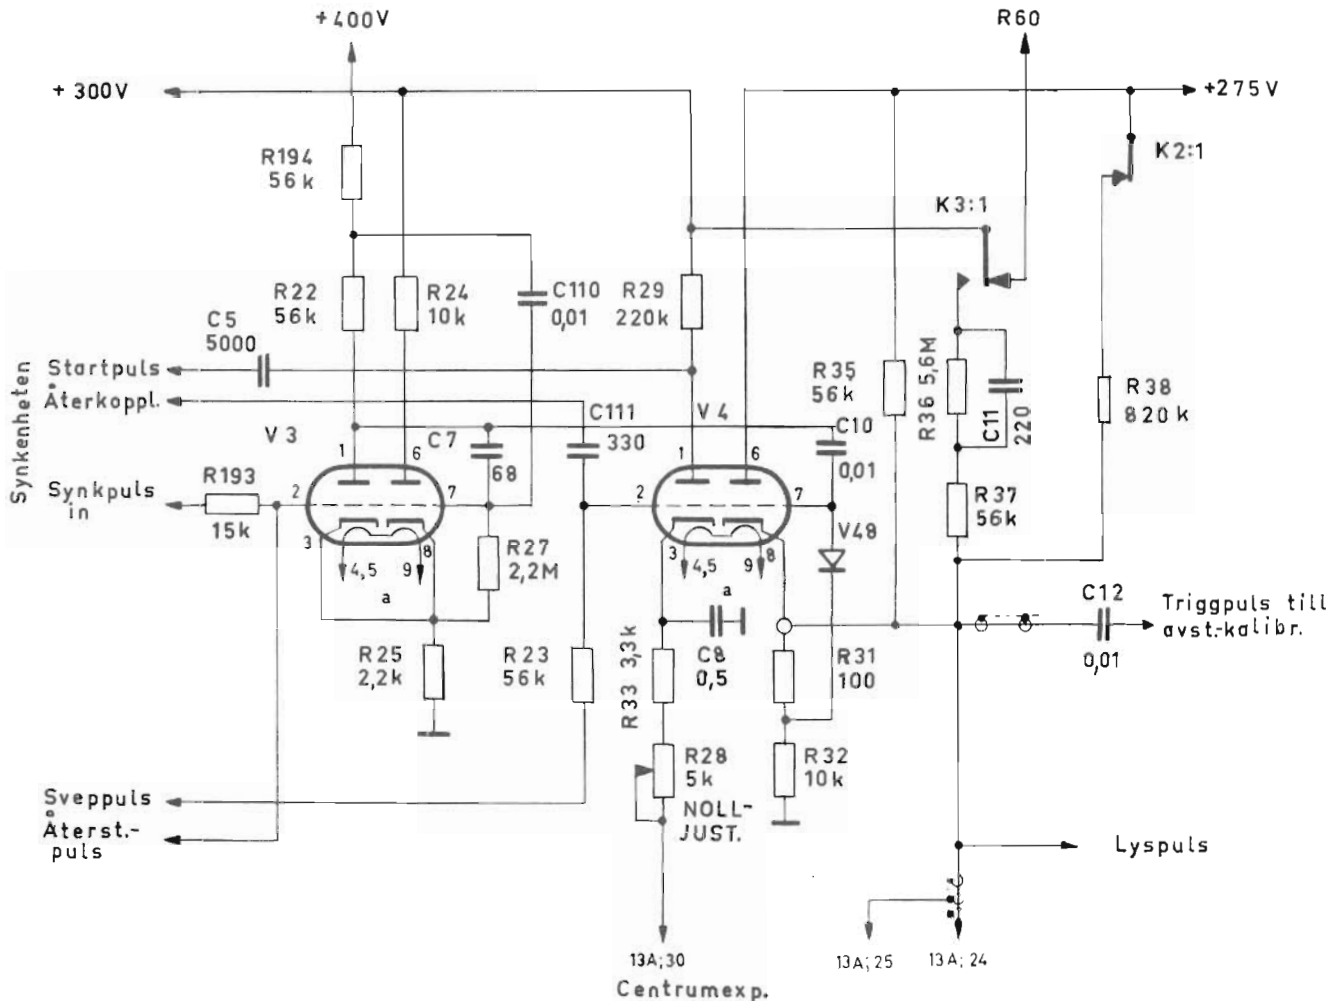 +400V
R60
+300V
+275V
R194
56k
K2:1
K3:1
R22
56k
R24
10k
C110
0,01
R29
220k
C5
5000
Synkenheten
Startpuls
Återkoppl.
R35
56k
R36 5,6M
C11
220
R38
820k
V3
C7
68
C111
330
V4
C10
0,01
1
6
1
6
Synkpuls
in
R193
15k
2
7
2
7
R37
56k
V48
3
4,5
9
8
a
R27
2,2M
3
4,5
9
8
a
C12
0,01
Triggpuls till
avst.-kalibr.
R25
2,2k
R23
56k
R33 3,3k
C8
0,5
R31
100
R28
5k
NOLL-
JUST.
R32
10k
Sveppuls
Återst.-
puls
Lyspuls
13A;30
13A;25
13A;24
Centrumexp.